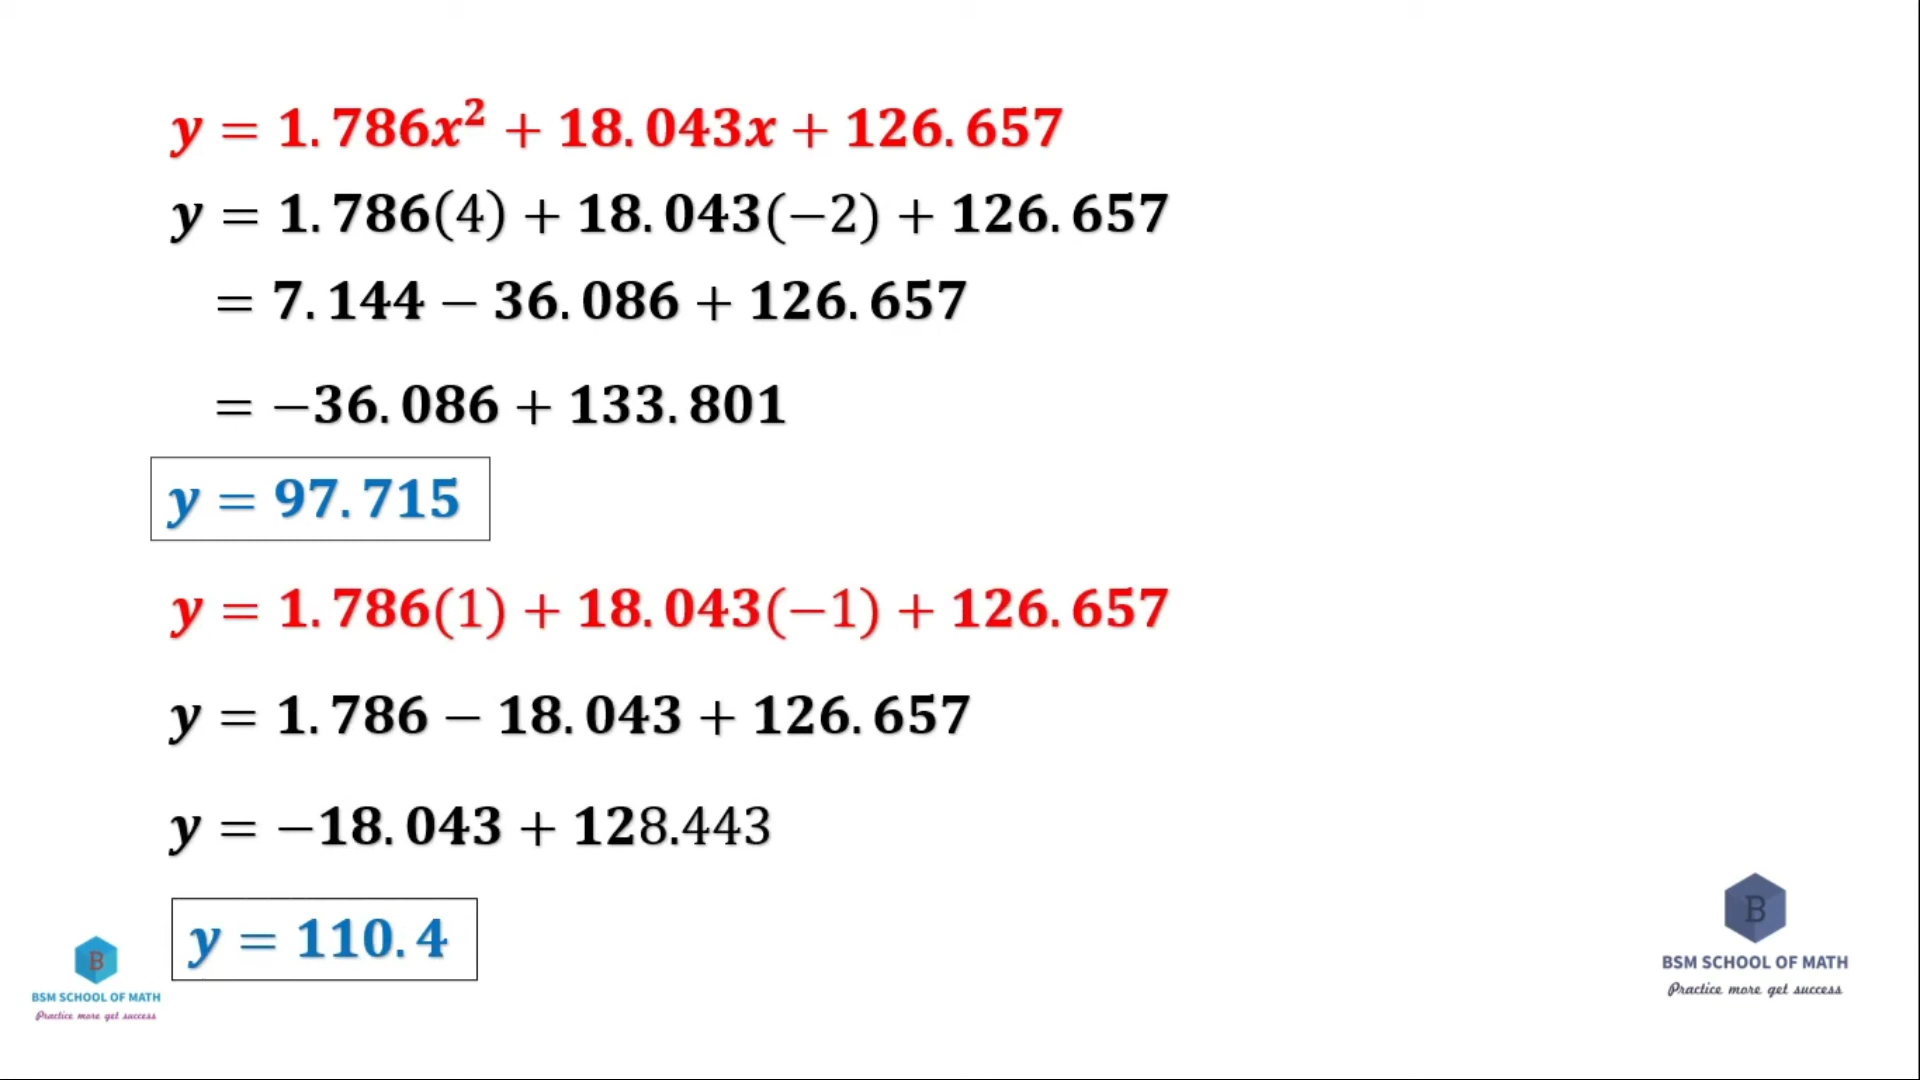 y = 1.786x² + 18.043x + 126.657
y = 1.786(4) + 18.043(−2) + 126.657
= 7.144 − 36.086 + 126.657
= −36.086 + 133.801
y = 97.715
y = 1.786(1) + 18.043(−1) + 126.657
y = 1.786 − 18.043 + 126.657
y = −18.043 + 128.443
y = 110.4
B
BSM SCHOOL OF MATH
Practice more get success
B
BSM SCHOOL OF MATH
Practice more get success